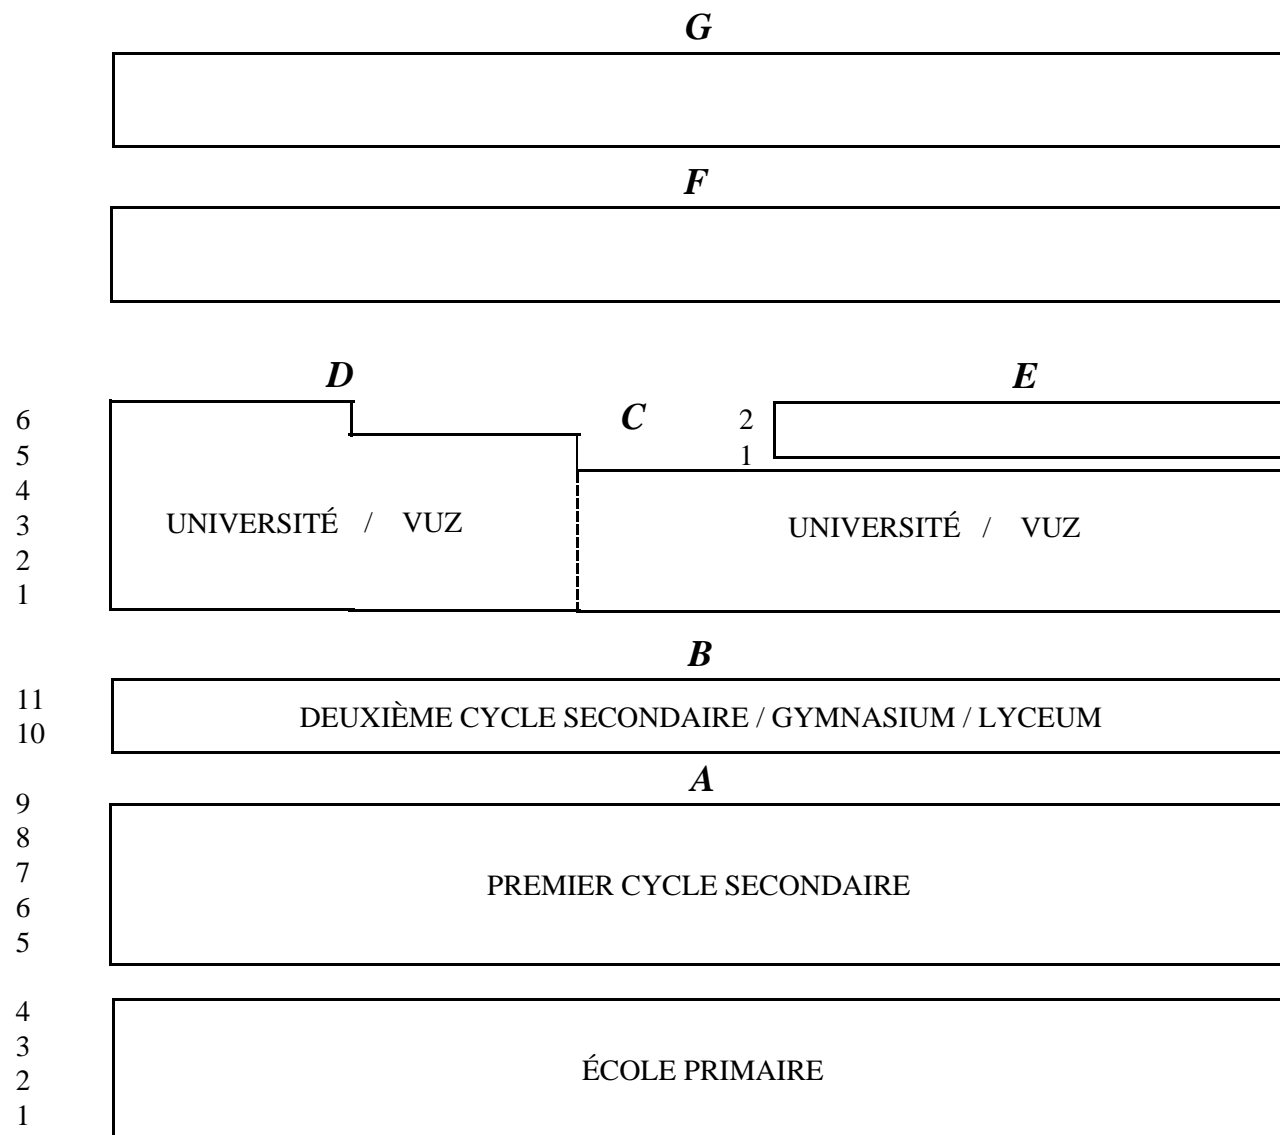 G
F
D
E
6
C
2
5
1
4
3
UNIVERSITÉ / VUZ
UNIVERSITÉ / VUZ
2
1
B
11
DEUXIÈME CYCLE SECONDAIRE / GYMNASIUM / LYCEUM
10
A
9
8
7
PREMIER CYCLE SECONDAIRE
6
5
4
3
ÉCOLE PRIMAIRE
2
1